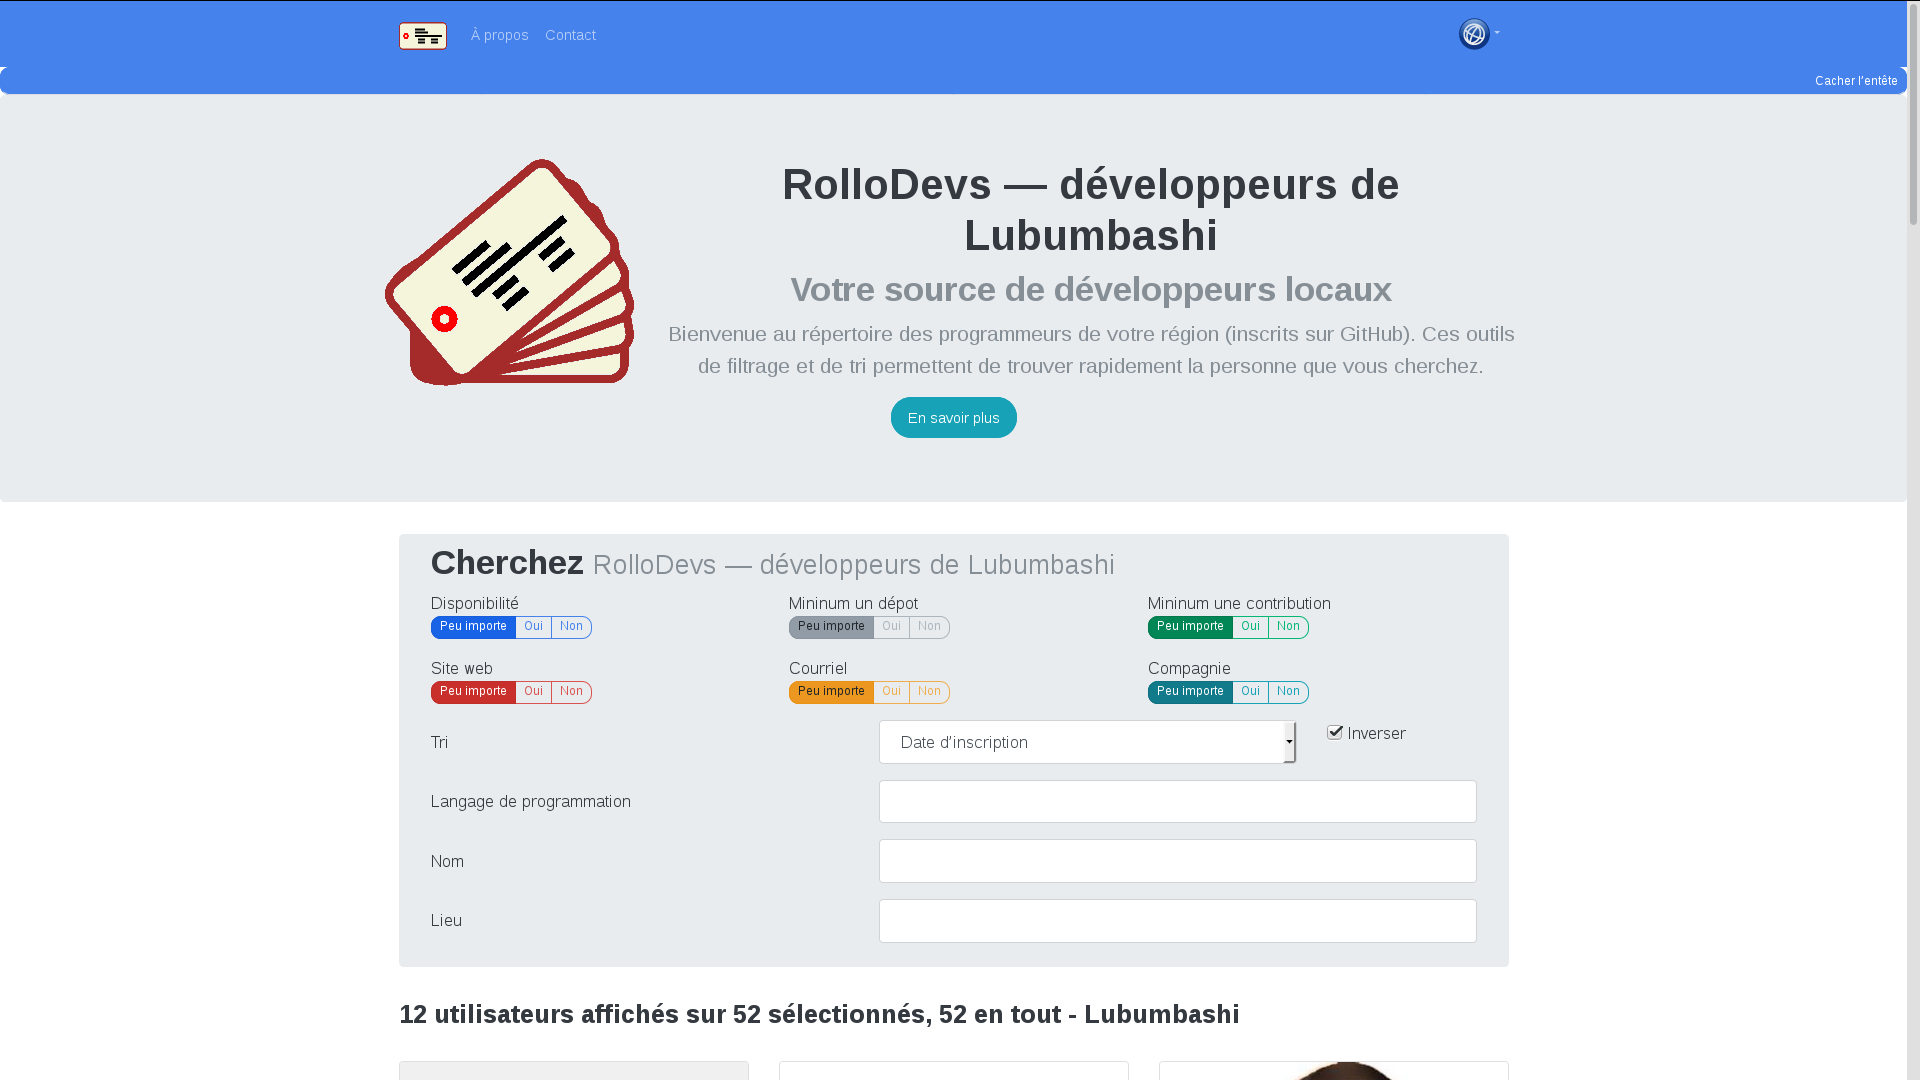 À propos
Contact
Cacher l'entête
RolloDevs — développeurs de
Lubumbashi
Votre source de développeurs locaux
Bienvenue au répertoire des programmeurs de votre région (inscrits sur GitHub). Ces outils
de filtrage et de tri permettent de trouver rapidement la personne que vous cherchez.
En savoir plus
Cherchez RolloDevs — développeurs de Lubumbashi
Disponibilité
Peu importe Oui Non
Mininum un dépot
Peu importe Oui Non
Mininum une contribution
Peu importe Oui Non
Site web
Peu importe Oui Non
Courriel
Peu importe Oui Non
Compagnie
Peu importe Oui Non
Tri
Date d'inscription
Inverser
Langage de programmation
Nom
Lieu
12 utilisateurs affichés sur 52 sélectionnés, 52 en tout - Lubumbashi